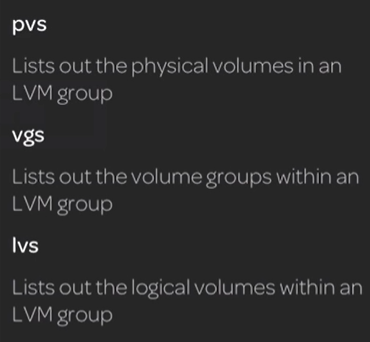 pvs
Lists out the physical volumes in an
LVM group
vgs
Lists out the volume groups within an
LVM group
lvs
Lists out the logical volumes within an
LVM group